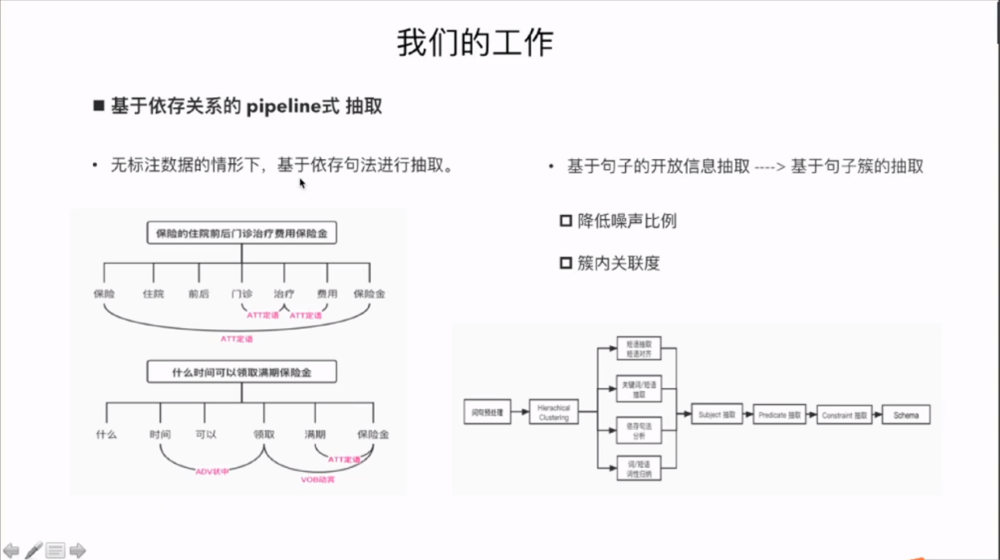 我们的工作
■ 基于依存关系的 pipeline式 抽取
• 无标注数据的情形下，基于依存句法进行抽取。
保险的住院前后门诊治疗费用保险金
保险 住院 前后 门诊 治疗 费用 保险金
ATT定语 ATT定语
ATT定语
什么时间可以领取满期保险金
什么 时间 可以 领取 满期 保险金
ATT定语
ADV状中
VOB动宾
• 基于句子的开放信息抽取 ----> 基于句子簇的抽取
降低噪声比例
簇内关联度
问句预处理
Hierachical
Clustering
短语抽取
短语对齐
关键词/短语
抽取
依存句法
分析
词/短语
词性归纳
Subject 抽取
Predicate 抽取
Constraint 抽取
Schema